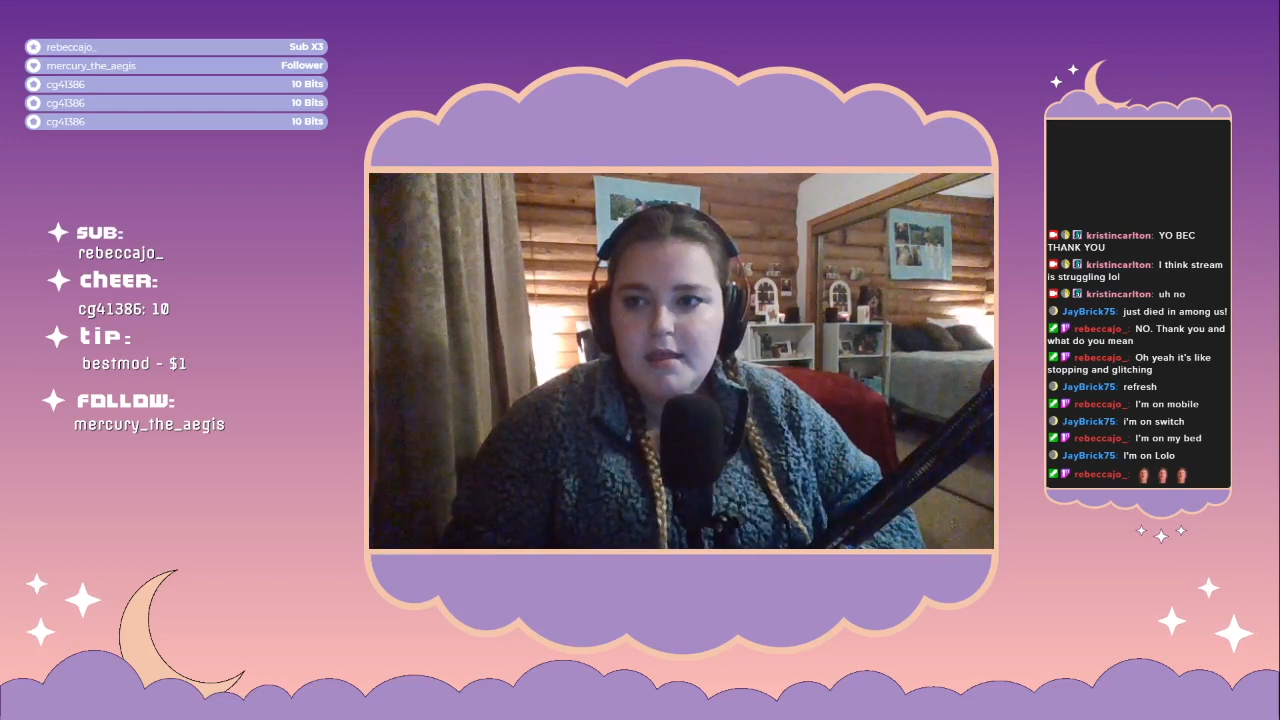 rebeccajo_ Sub X3
mercury_the_aegis Follower
cg41386 10 Bits
cg41386 10 Bits
cg41386 10 Bits
SUB:
rebeccajo_
CHEER:
cg41386: 10
TIP:
bestmod - $1
FOLLOW:
mercury_the_aegis
kristincarlton: YO BEC
THANK YOU
kristincarlton: I think stream
is struggling lol
kristincarlton: uh no
JayBrick75: just died in among us!
rebeccajo_: NO. Thank you and
what do you mean
rebeccajo_: Oh yeah it's like
stopping and glitching
JayBrick75: refresh
rebeccajo_: I'm on mobile
JayBrick75: i'm on switch
rebeccajo_: I'm on my bed
JayBrick75: I'm on Lolo
rebeccajo_: